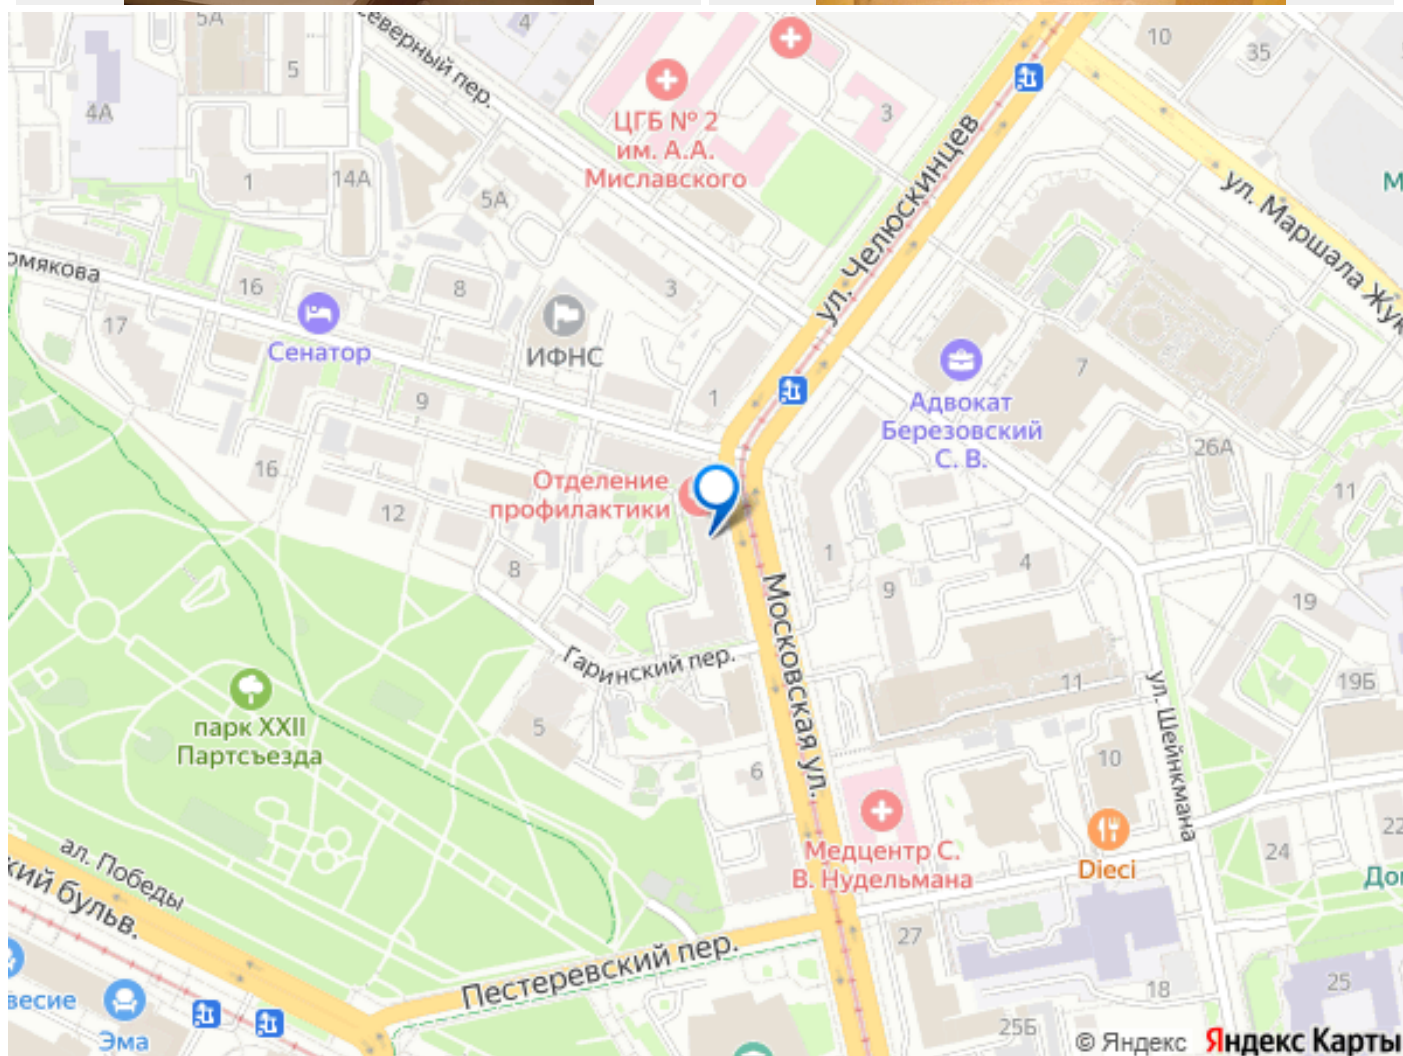 5А
4
10
35
Северный пер.
5
4А
ЦГБ № 2
им. А.А.
Миславского
3
ул. Челюскинцев
ул. Маршала Жук
1
14А
5А
омякова
16
8
3
17
Сенатор
ИФНС
7
9
1
Адвокат
Березовский
С. В.
26А
16
Отделение
профилактики
11
12
8
1
4
9
19
Московская ул.
Гаринский пер.
11
19Б
ул. Шейнкмана
парк XXII
Партсъезда
5
6
10
ал. Победы
Медцентр С.
В. Нудельмана
Dieci
24
22
кий бульв.
Пестеревский пер.
27
18
25
весие
Эма
25Б
© Яндекс Яндекс Карты